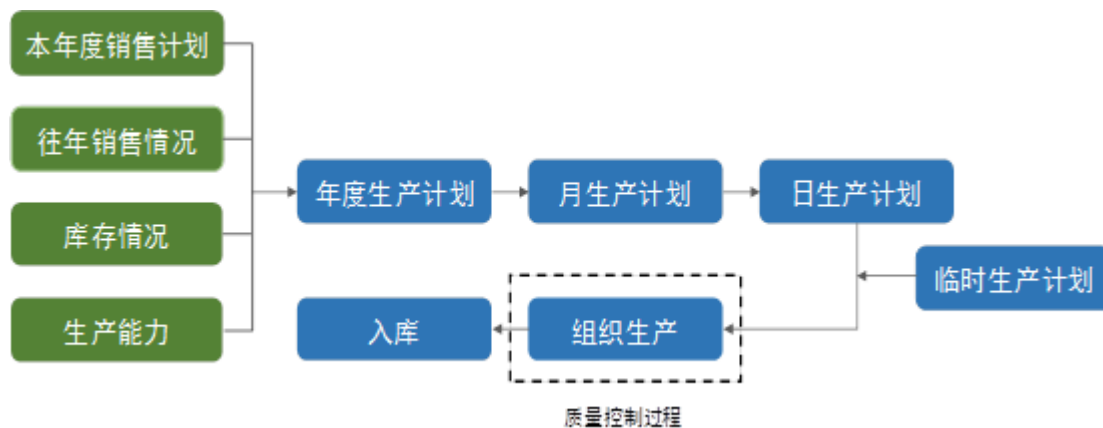 本年度销售计划
往年销售情况
库存情况
生产能力
年度生产计划
月生产计划
日生产计划
临时生产计划
组织生产
入库
质量控制过程